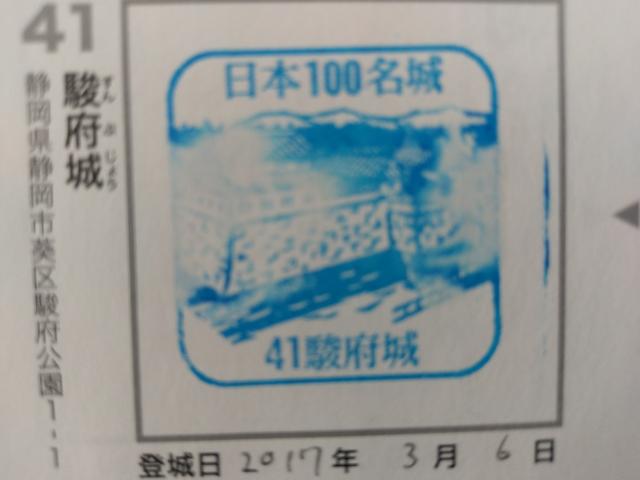 41
駿府城
すんぷじょう
静岡県静岡市葵区駿府公園1-1
日本100名城
41駿府城
登城日 2017年 3月 6日